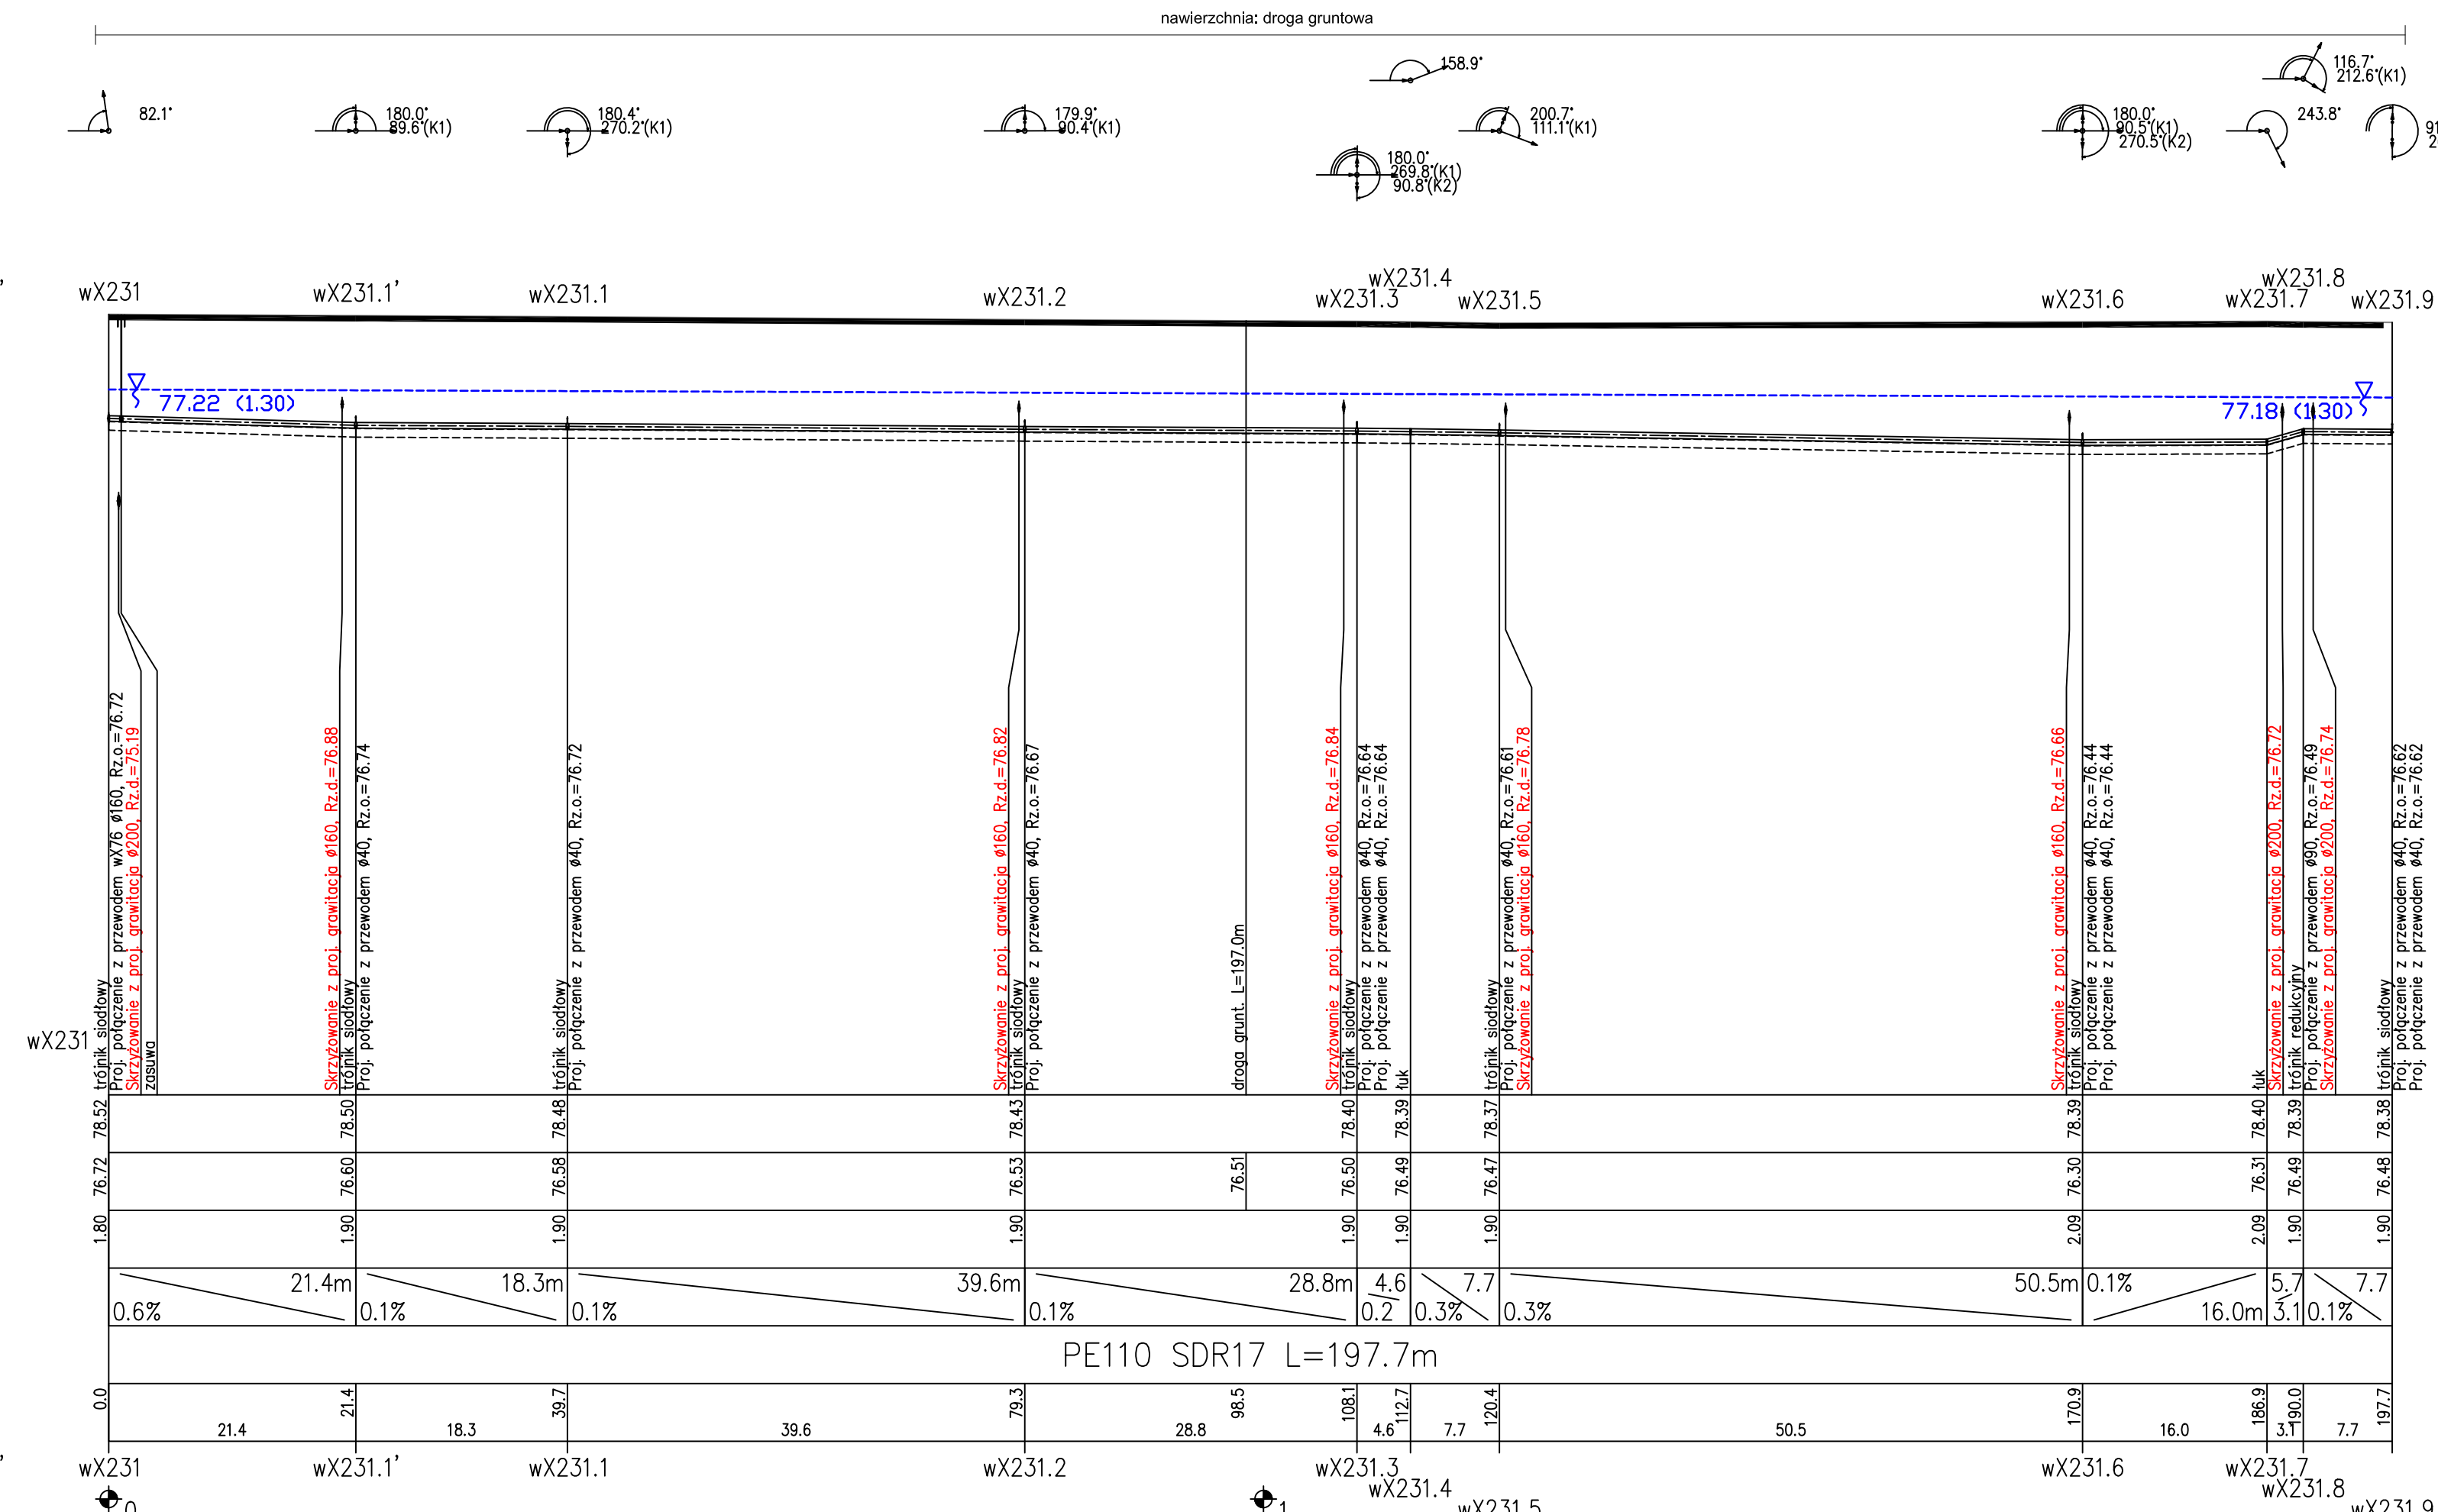 nawierzchnia: droga gruntowa
158.9°
116.7°
212.6°(K1)
82.1°
180.0°
89.6°(K1)
180.4°
270.2°(K1)
179.9°
90.4°(K1)
200.7°
111.1°(K1)
180.0°
90.5°(K1)
270.5°(K2)
243.8°
180.0°
269.8°(K1)
90.8°(K2)
wX231
wX231.1'
wX231.1
wX231.2
wX231.3
wX231.4
wX231.5
wX231.6
wX231.7
wX231.8
wX231.9
77.22 (1.30)
77.18 (1.30)
wX231
trójnik siodłowy
Proj. połączenie z przewodem wX76 ø160, Rz.o.=76.72
Skrzyżowanie z proj. grawitacja ø200, Rz.d.=75.19
zasuwa
Skrzyżowanie z proj. grawitacja ø160, Rz.d.=76.88
trójnik siodłowy
Proj. połączenie z przewodem ø40, Rz.o.=76.74
trójnik siodłowy
Proj. połączenie z przewodem ø40, Rz.o.=76.72
Skrzyżowanie z proj. grawitacja ø160, Rz.d.=76.82
trójnik siodłowy
Proj. połączenie z przewodem ø40, Rz.o.=76.67
droga grunt. L=197.0m
Skrzyżowanie z proj. grawitacja ø160, Rz.d.=76.84
trójnik siodłowy
Proj. połączenie z przewodem ø40, Rz.o.=76.64
Proj. połączenie z przewodem ø40, Rz.o.=76.64
łuk
trójnik siodłowy
Proj. połączenie z przewodem ø40, Rz.o.=76.61
Skrzyżowanie z proj. grawitacja ø160, Rz.d.=76.78
Skrzyżowanie z proj. grawitacja ø160, Rz.d.=76.66
trójnik siodłowy
Proj. połączenie z przewodem ø40, Rz.o.=76.44
Proj. połączenie z przewodem ø40, Rz.o.=76.44
łuk
Skrzyżowanie z proj. grawitacja ø200, Rz.d.=76.72
trójnik redukcyjny
Proj. połączenie z przewodem ø90, Rz.o.=76.49
Skrzyżowanie z proj. grawitacja ø200, Rz.d.=76.74
trójnik siodłowy
Proj. połączenie z przewodem ø40, Rz.o.=76.62
Proj. połączenie z przewodem ø40, Rz.o.=76.62
78.52 78.50 78.48 78.43 78.40 78.39 78.37 78.39 78.40 78.39 78.38
76.72 76.60 76.58 76.53 76.51 76.50 76.49 76.47 76.30 76.31 76.49 76.48
1.80 1.90 1.90 1.90 1.90 1.90 1.90 2.09 2.09 1.90 1.90
21.4m 18.3m 39.6m 28.8m 4.6 7.7 50.5m 0.1% 5.7 7.7
0.6% 0.1% 0.1% 0.1% 0.2 0.3% 0.3% 16.0m 3.1 0.1%
PE110 SDR17 L=197.7m
0.0 21.4 39.7 79.3 98.5 108.1 112.7 120.4 170.9 186.9 190.0 197.7
21.4 18.3 39.6 28.8 4.6 7.7 50.5 16.0 3.1 7.7
wX231 wX231.1' wX231.1 wX231.2 wX231.3 wX231.6 wX231.7
wX231.4 wX231.8
wX231.5 wX231.9
0 1